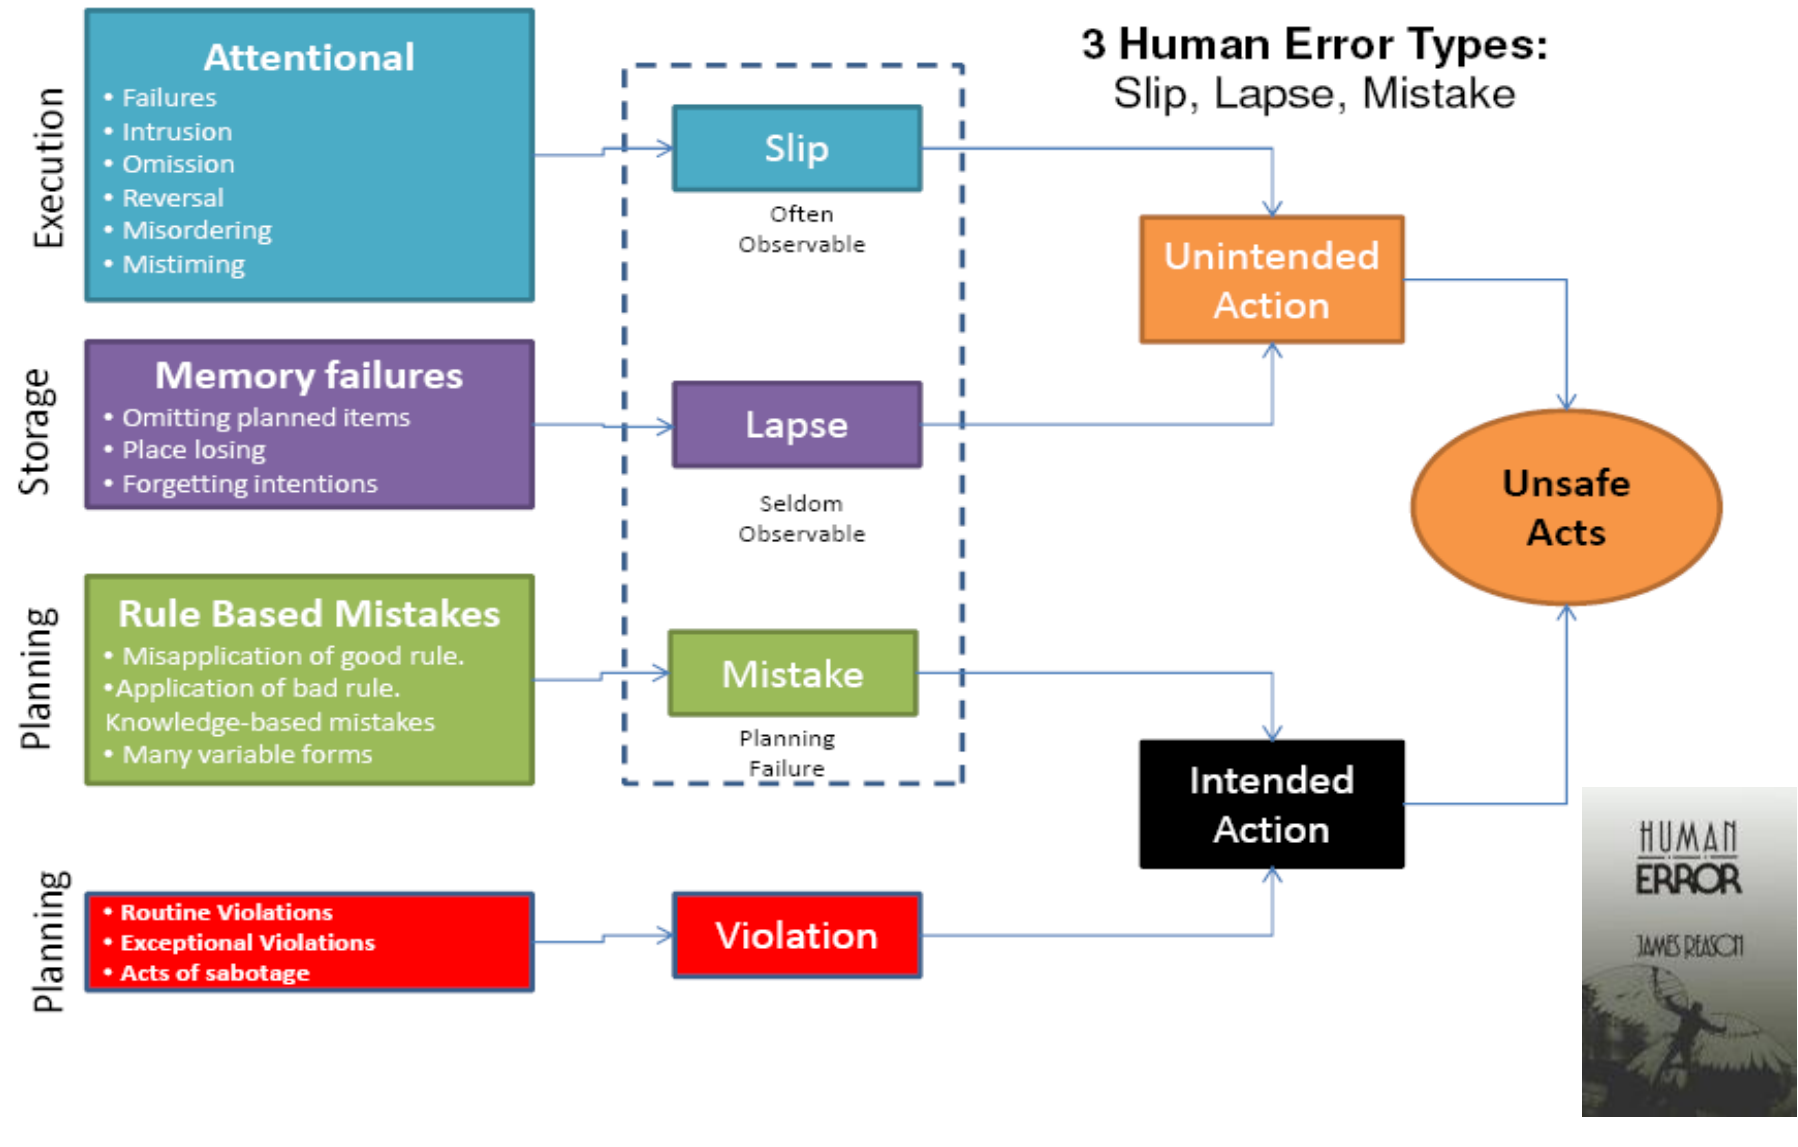 3 Human Error Types:
Slip, Lapse, Mistake
Execution
Attentional
• Failures
• Intrusion
• Omission
• Reversal
• Misordering
• Mistiming
Slip
Often
Observable
Unintended
Action
Storage
Memory failures
• Omitting planned items
• Place losing
• Forgetting intentions
Lapse
Seldom
Observable
Unsafe
Acts
Planning
Rule Based Mistakes
• Misapplication of good rule.
•Application of bad rule.
Knowledge-based mistakes
• Many variable forms
Mistake
Planning
Failure
Intended
Action
Planning
• Routine Violations
• Exceptional Violations
• Acts of sabotage
Violation
HUMAN
ERROR
JAMES REASON